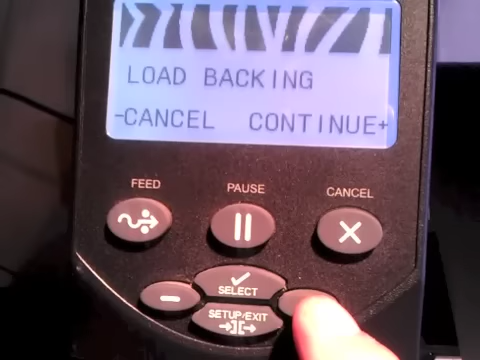 LOAD BACKING
-CANCEL CONTINUE+
FEED PAUSE CANCEL
SELECT
SETUP/EXIT